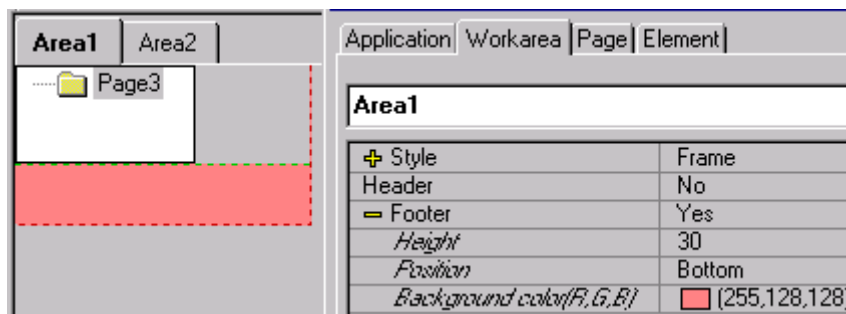 Area1 Area2
Page3
Application Workarea Page Element
Area1
Style Frame
Header No
Footer Yes
Height 30
Position Bottom
Background color(R,G,B) (255,128,128)